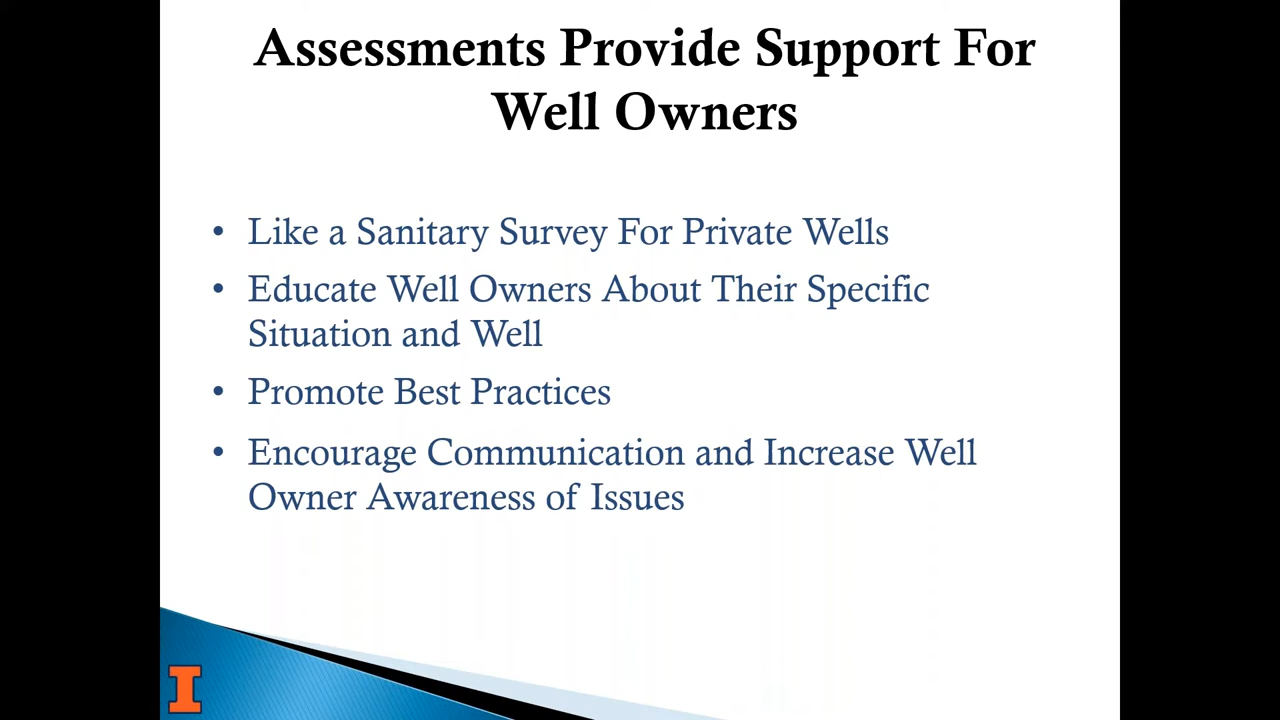 Assessments Provide Support For
Well Owners
• Like a Sanitary Survey For Private Wells
• Educate Well Owners About Their Specific
Situation and Well
• Promote Best Practices
• Encourage Communication and Increase Well
Owner Awareness of Issues
I